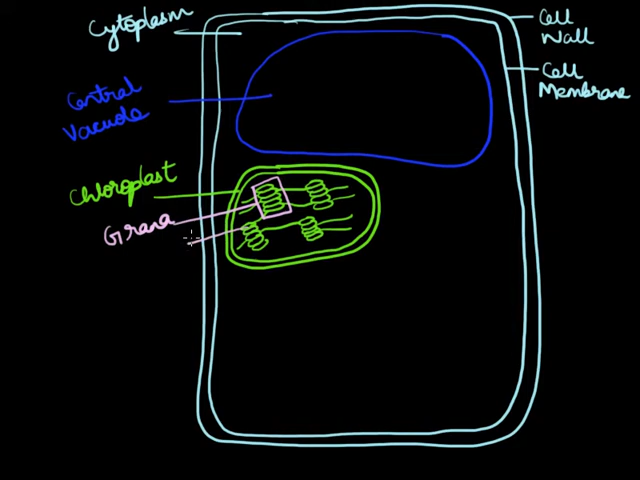 Cytoplasm
Cell
Wall
Cell
Membrane
Central
Vacuole
Chloroplast
Grana